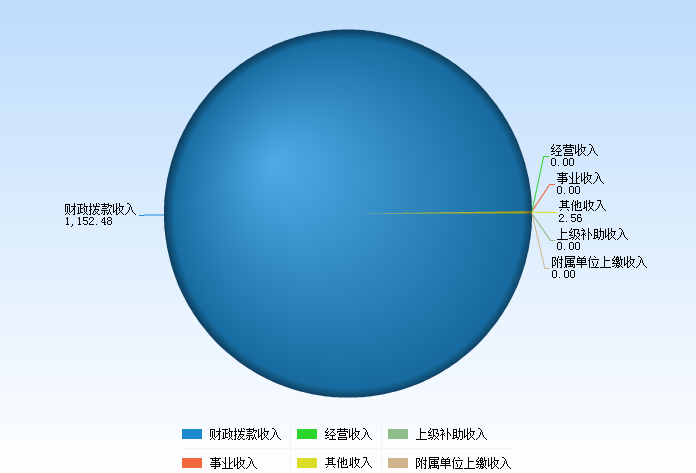 经营收入
0.00
事业收入
0.00
财政拨款收入
1,152.48
其他收入
2.56
上级补助收入
0.00
附属单位上缴收入
0.00
财政拨款收入 经营收入 上级补助收入
事业收入 其他收入 附属单位上缴收入